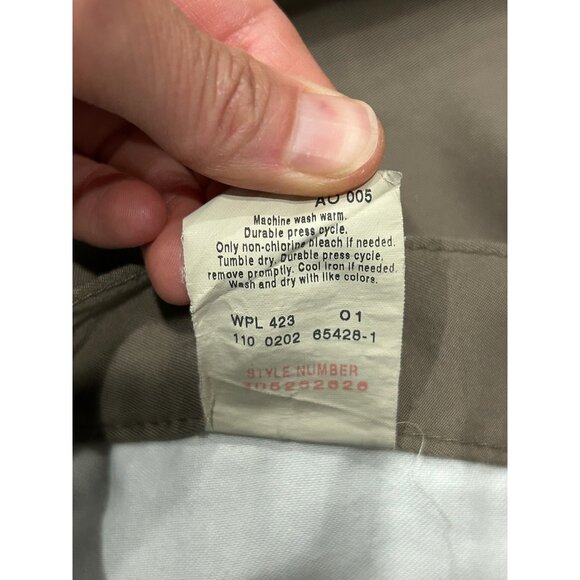 AO 005
Machine wash warm.
Durable press cycle.
Only non-chlorine bleach if needed.
Tumble dry. Durable press cycle,
remove promptly. Cool iron if needed.
Wash and dry with like colors.
WPL 423 01
110 0202 65428-1
STYLE NUMBER